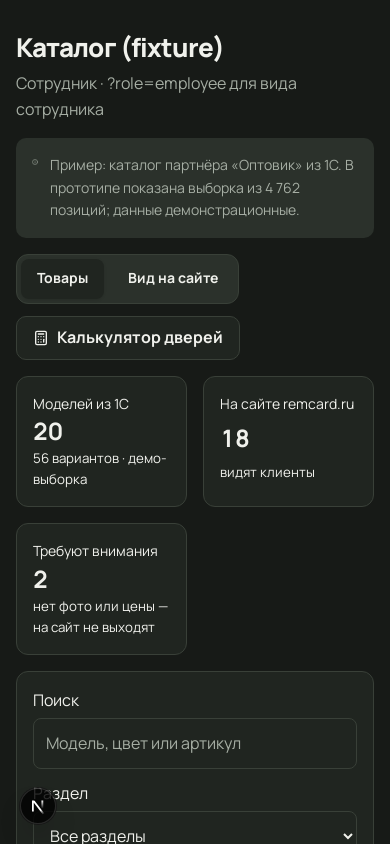 Каталог (fixture)
Сотрудник · ?role=employee для вида
сотрудника
Пример: каталог партнёра «Оптовик» из 1С. В
прототипе показана выборка из 4 762
позиций; данные демонстрационные.
Товары
Вид на сайте
Калькулятор дверей
Моделей из 1С
20
56 вариантов · демо-
выборка
На сайте remcard.ru
18
видят клиенты
Требуют внимания
2
нет фото или цены —
на сайт не выходят
Поиск
Модель, цвет или артикул
Раздел
N
Все разделы